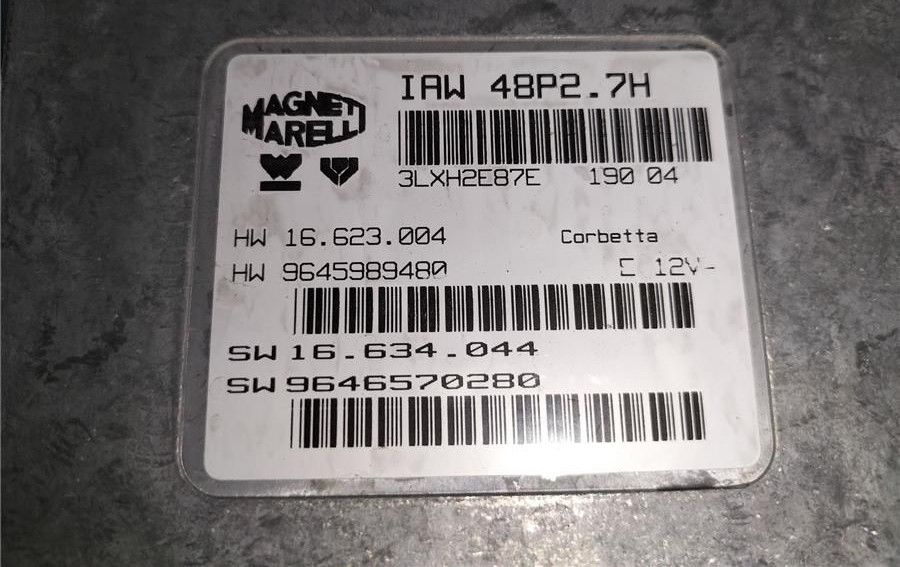 MAGNETI
MARELLI
IAW 48P2.7H
3LXH2E87E 190 04
HW 16.623.004 Corbetta
HW 9645989480 12V-
SW 16.634.044
SW 9646570280